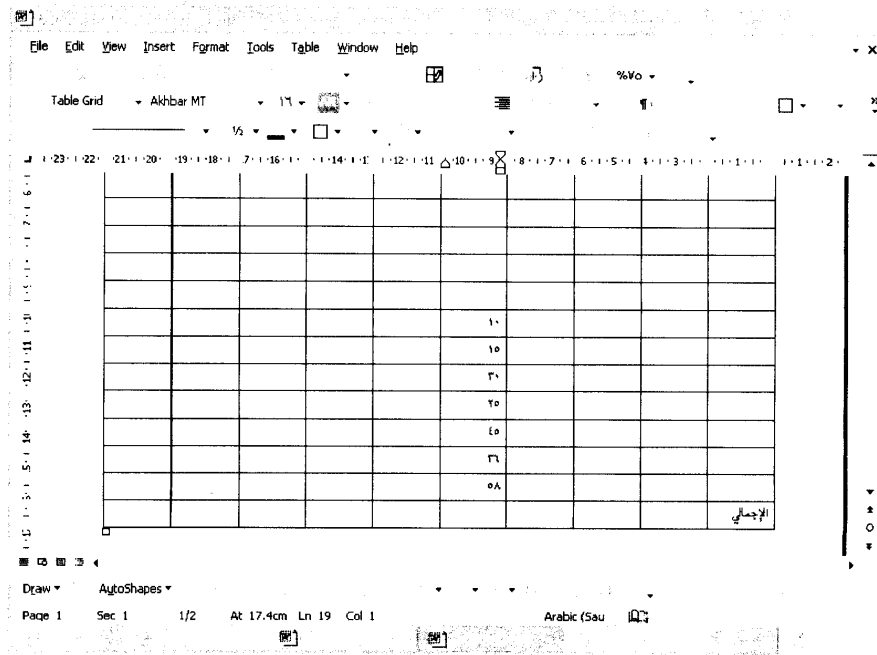 File Edit View Insert Format Tools Table Window Help
%٧٥
Table Grid Akhbar MT ١٦
½
10
١٥
٣٠
٢٥
٤٥
٣٦
٥٨
الإجمالي
Draw AutoShapes
Page 1 Sec 1 1/2 At 17.4cm Ln 19 Col 1 Arabic (Sau